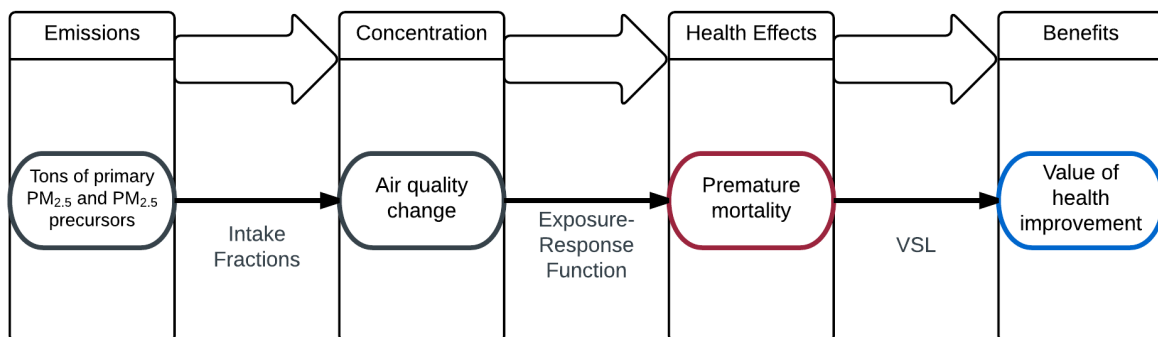 Emissions
Concentration
Health Effects
Benefits
Tons of primary
PM₂.₅ and PM₂.₅
precursors
Air quality
change
Premature
mortality
Value of
health
improvement
Intake
Fractions
Exposure-
Response
Function
VSL